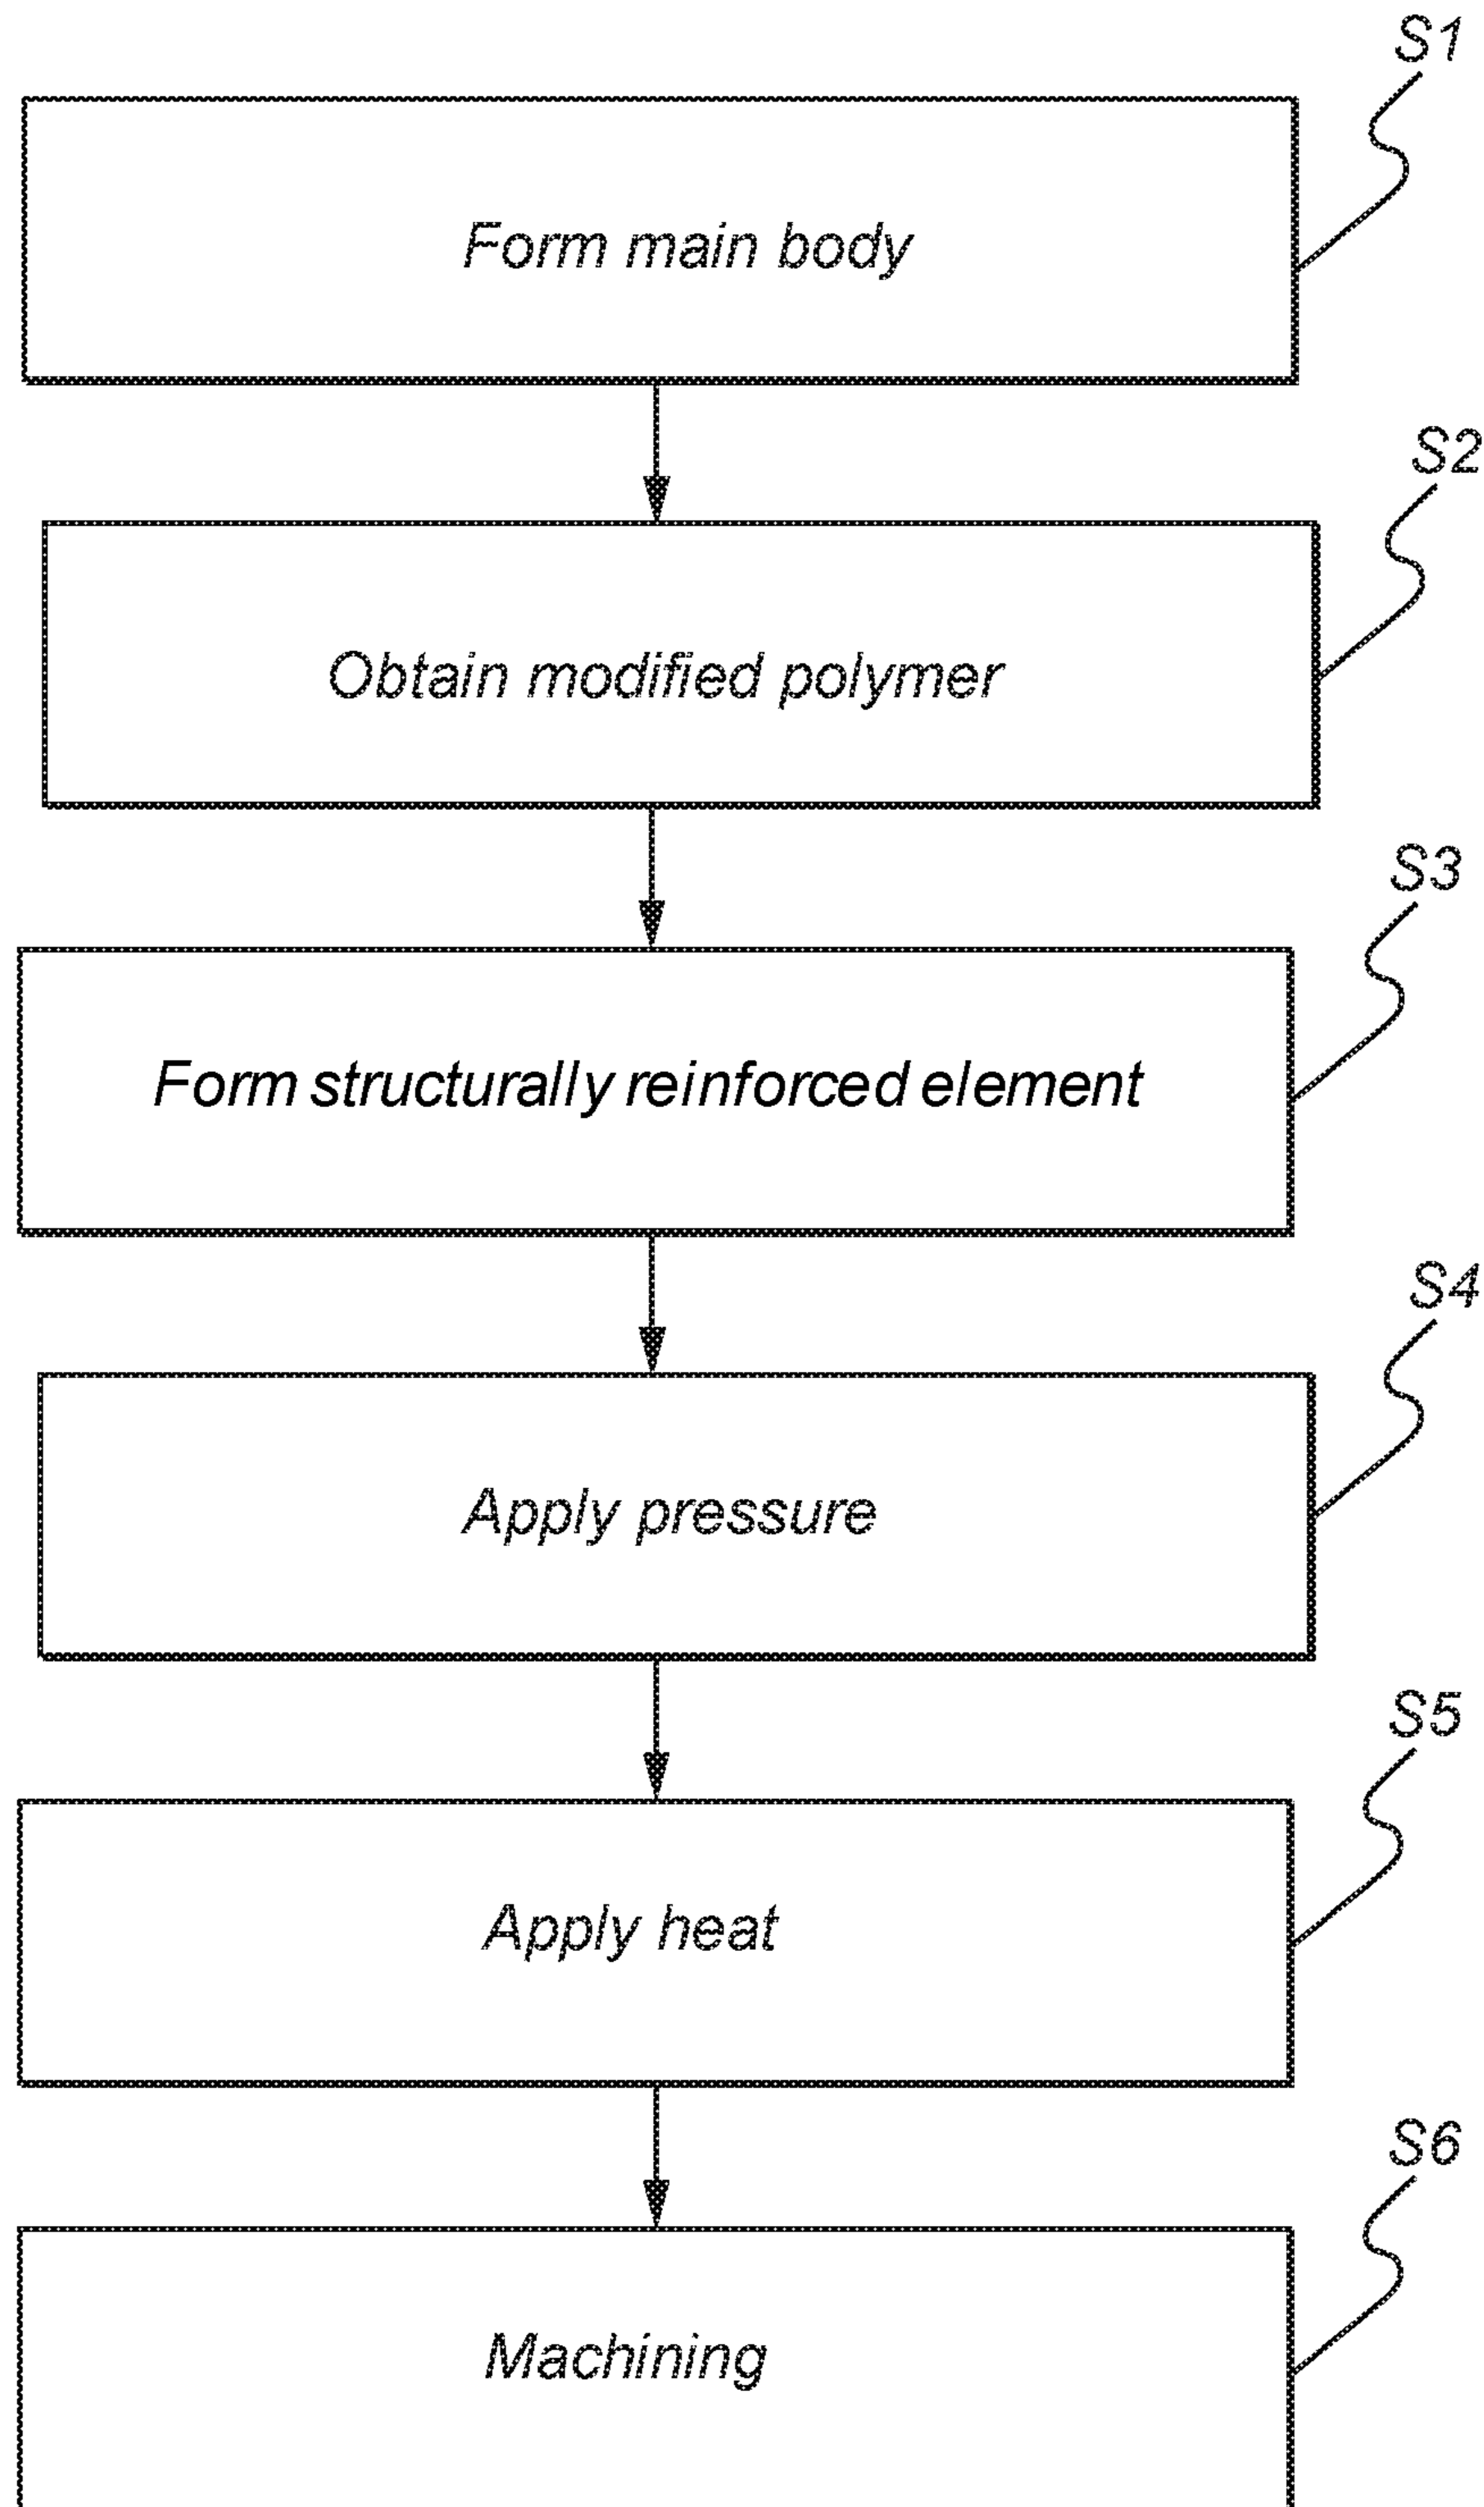 S1
Form main body
S2
Obtain modified polymer
S3
Form structurally reinforced element
S4
Apply pressure
S5
Apply heat
S6
Machining